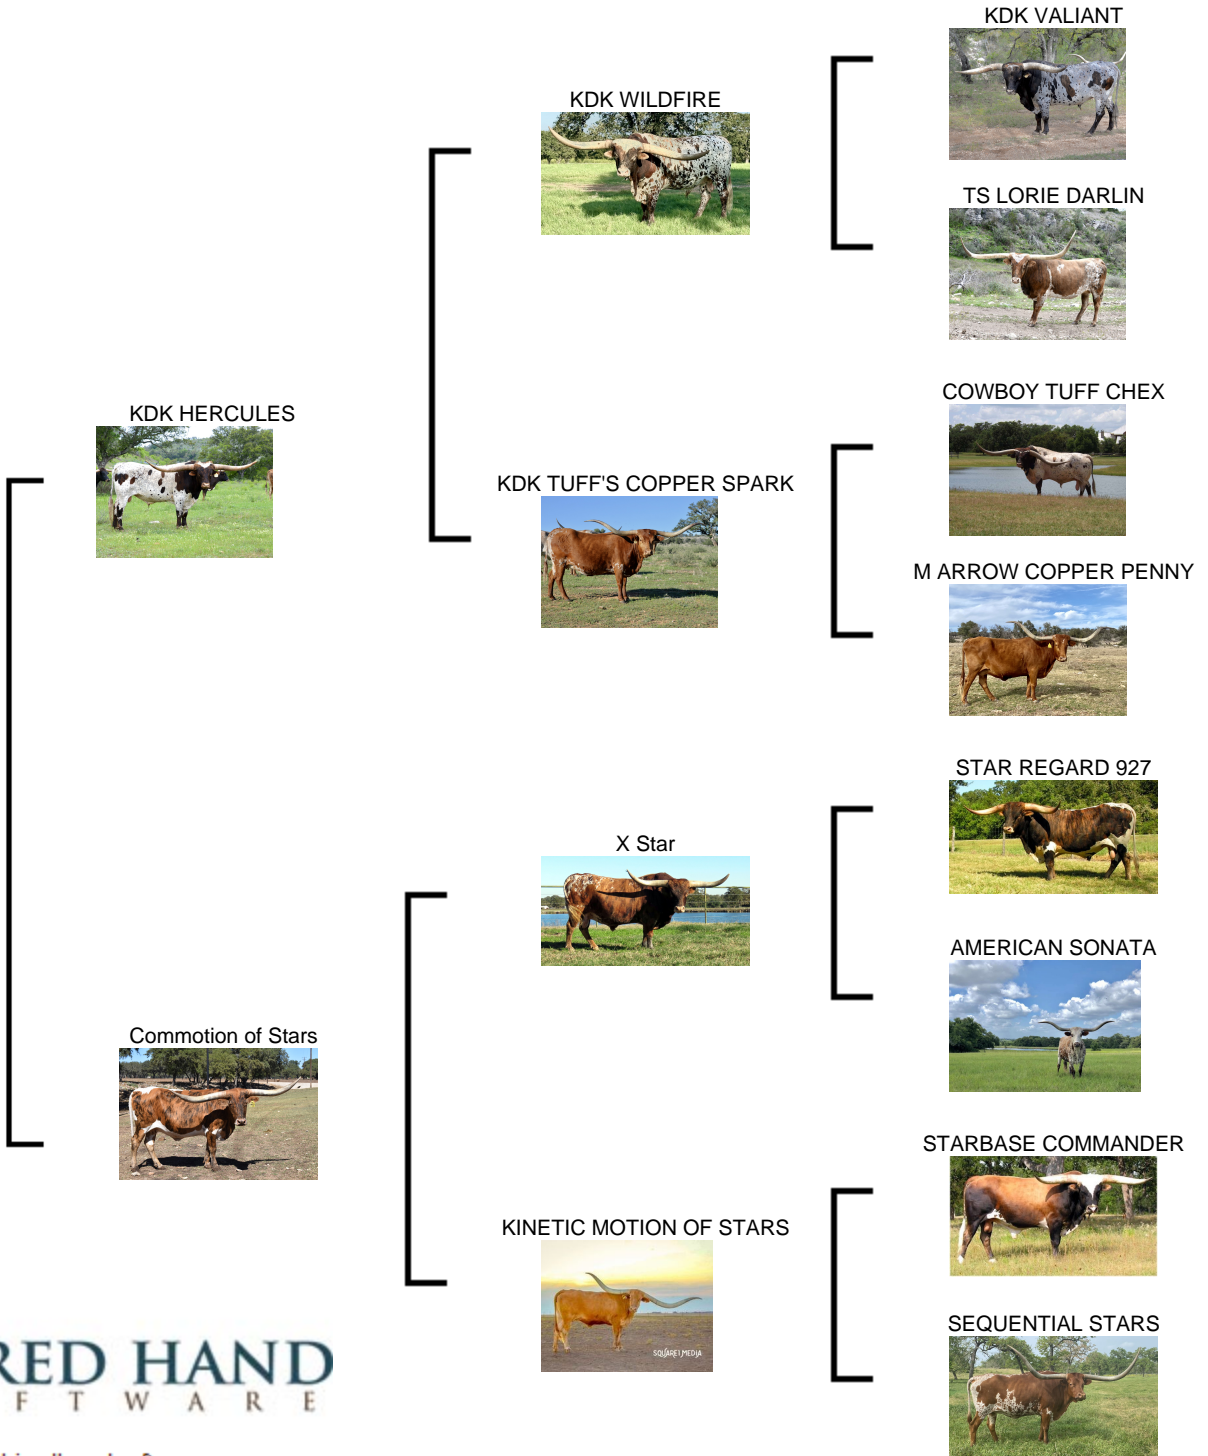 KDK VALIANT
KDK WILDFIRE
TS LORIE DARLIN
COWBOY TUFF CHEX
KDK HERCULES
KDK TUFF'S COPPER SPARK
M ARROW COPPER PENNY
STAR REGARD 927
X Star
AMERICAN SONATA
Commotion of Stars
STARBASE COMMANDER
KINETIC MOTION OF STARS
SQUARE1MEDIA
SEQUENTIAL STARS
RED HAND
F T W A R E